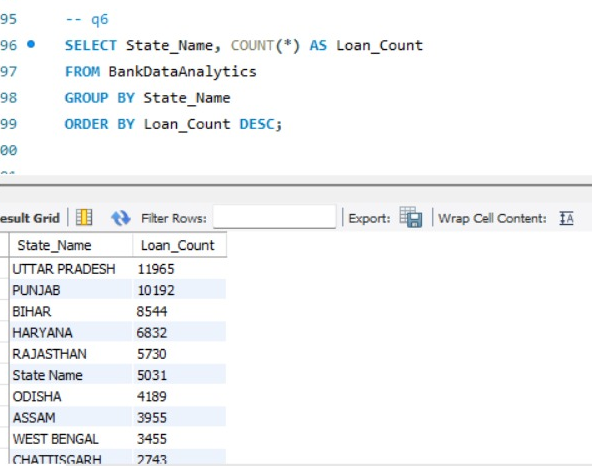 95 -- q6
96 SELECT State_Name, COUNT(*) AS Loan_Count
97 FROM BankDataAnalytics
98 GROUP BY State_Name
99 ORDER BY Loan_Count DESC;
00
esult Grid Filter Rows: Export: Wrap Cell Content: IA
State_Name Loan_Count
UTTAR PRADESH 11965
PUNJAB 10192
BIHAR 8544
HARYANA 6832
RAJASTHAN 5730
State Name 5031
ODISHA 4189
ASSAM 3955
WEST BENGAL 3455
CHATTISGARH 2743